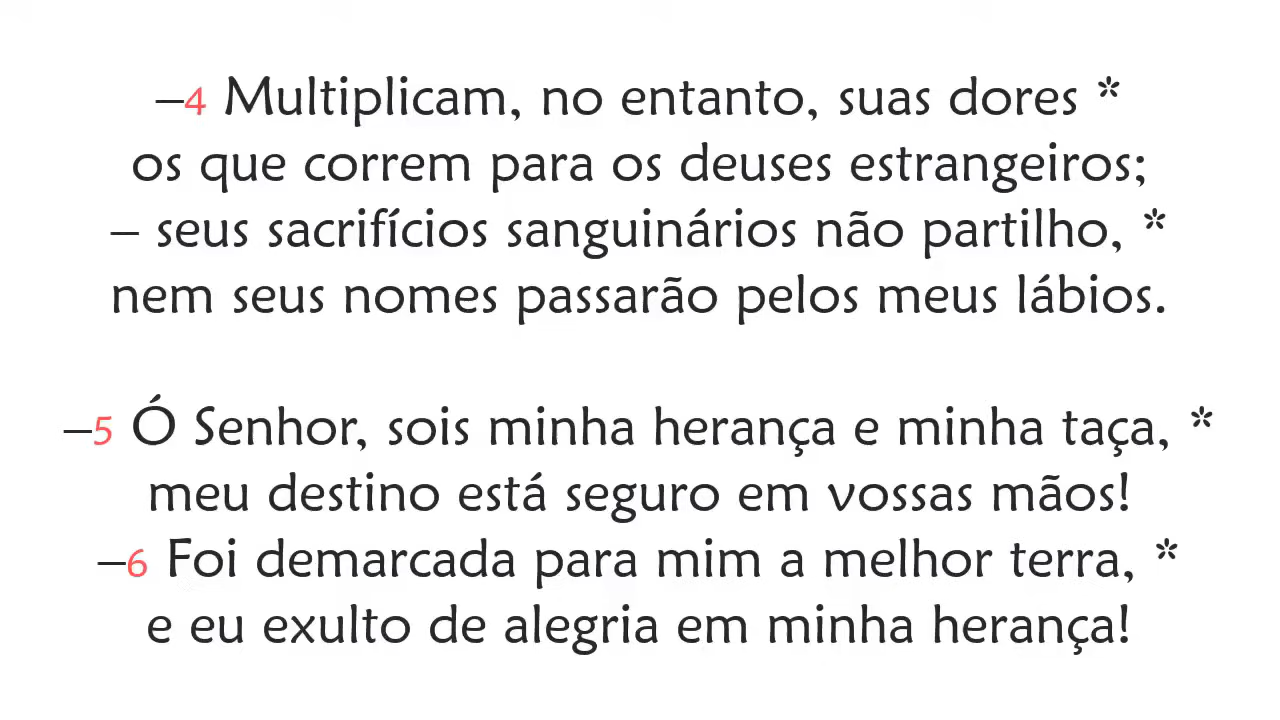 –4 Multiplicam, no entanto, suas dores *
os que correm para os deuses estrangeiros;
– seus sacrifícios sanguinários não partilho, *
nem seus nomes passarão pelos meus lábios.
–5 Ó Senhor, sois minha herança e minha taça, *
meu destino está seguro em vossas mãos!
–6 Foi demarcada para mim a melhor terra, *
e eu exulto de alegria em minha herança!